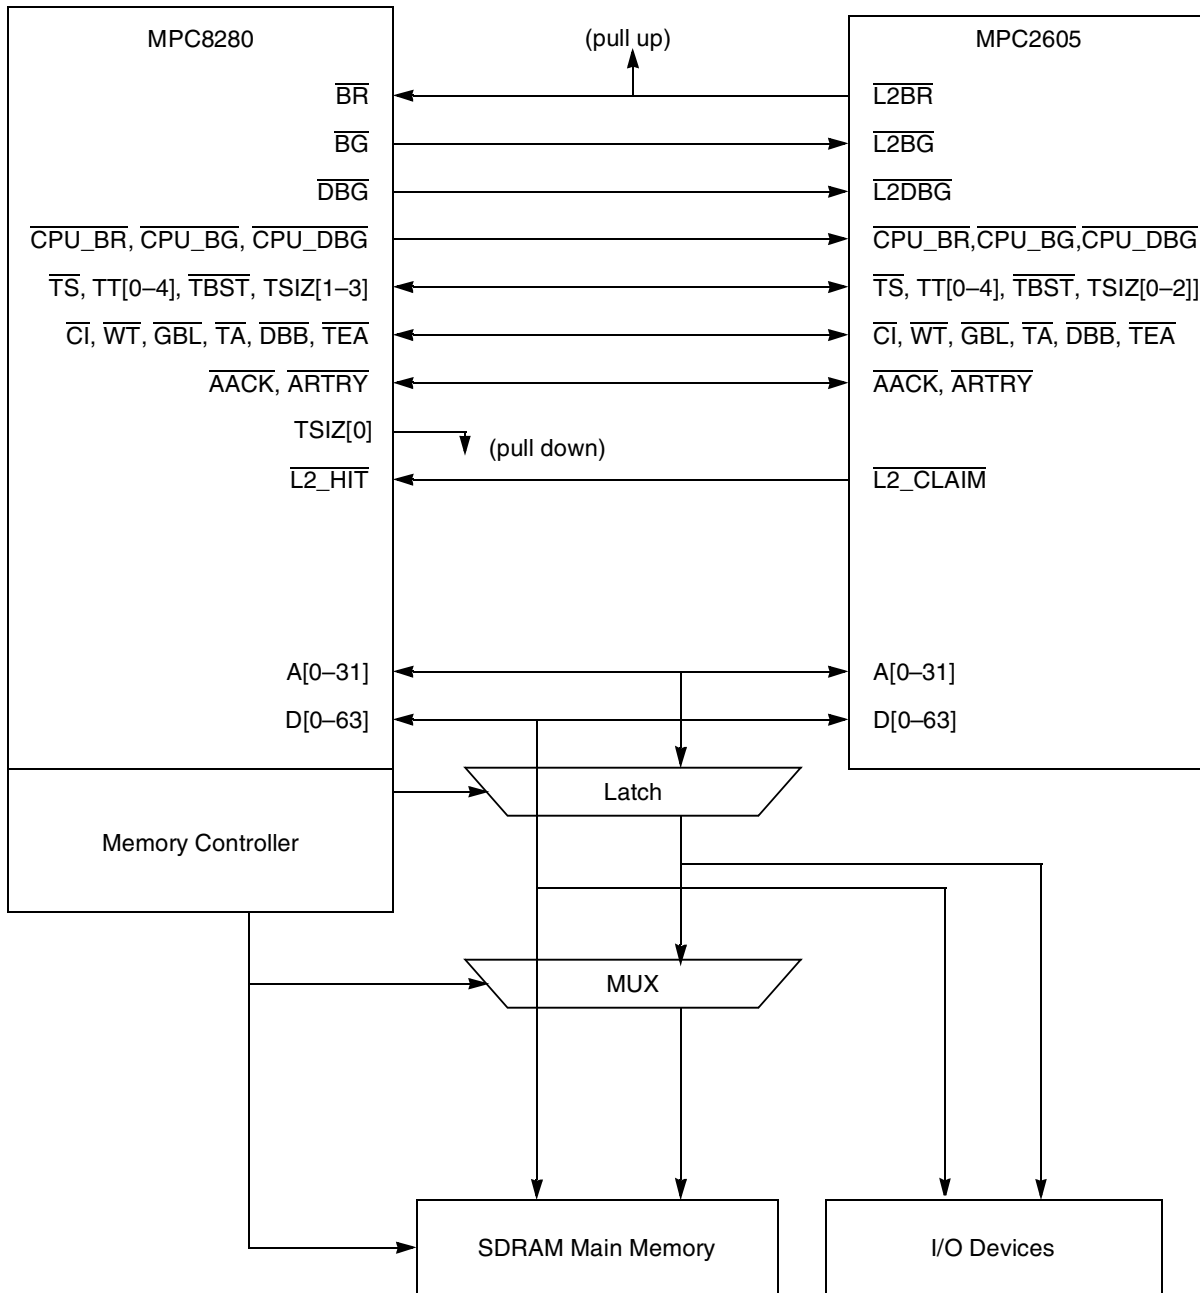 MPC8280 (pull up) MPC2605
BR L2BR
BG L2BG
DBG L2DBG
CPU_BR, CPU_BG, CPU_DBG CPU_BR,CPU_BG,CPU_DBG
TS, TT[0–4], TBST, TSIZ[1–3] TS, TT[0–4], TBST, TSIZ[0–2]]
CI, WT, GBL, TA, DBB, TEA CI, WT, GBL, TA, DBB, TEA
AACK, ARTRY AACK, ARTRY
TSIZ[0] (pull down)
L2_HIT L2_CLAIM
A[0–31] A[0–31]
D[0–63] D[0–63]
Latch
Memory Controller
MUX
SDRAM Main Memory I/O Devices